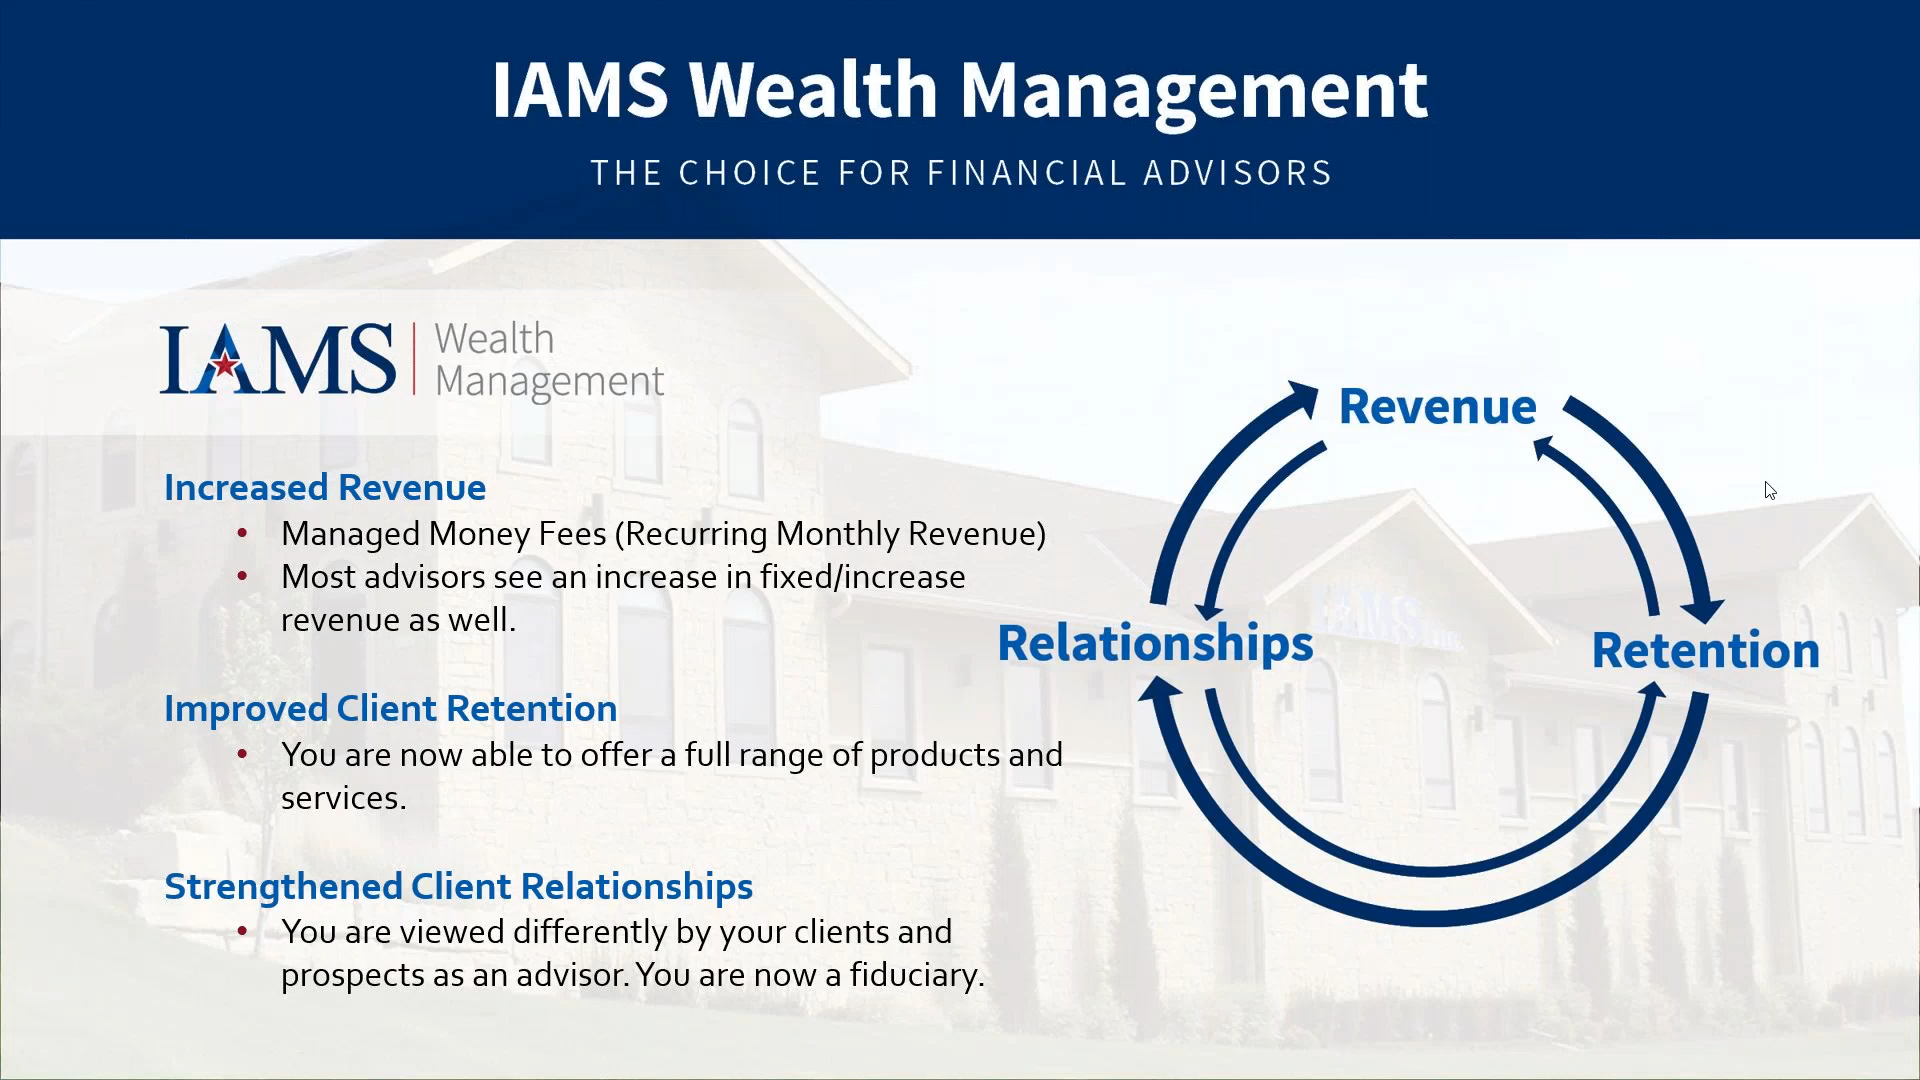 IAMS Wealth Management
THE CHOICE FOR FINANCIAL ADVISORS
IAMS
Wealth
Management
Increased Revenue
• Managed Money Fees (Recurring Monthly Revenue)
• Most advisors see an increase in fixed/increase
revenue as well.
Improved Client Retention
• You are now able to offer a full range of products and
services.
Strengthened Client Relationships
• You are viewed differently by your clients and
prospects as an advisor. You are now a fiduciary.
Revenue
Relationships
Retention
IAMS